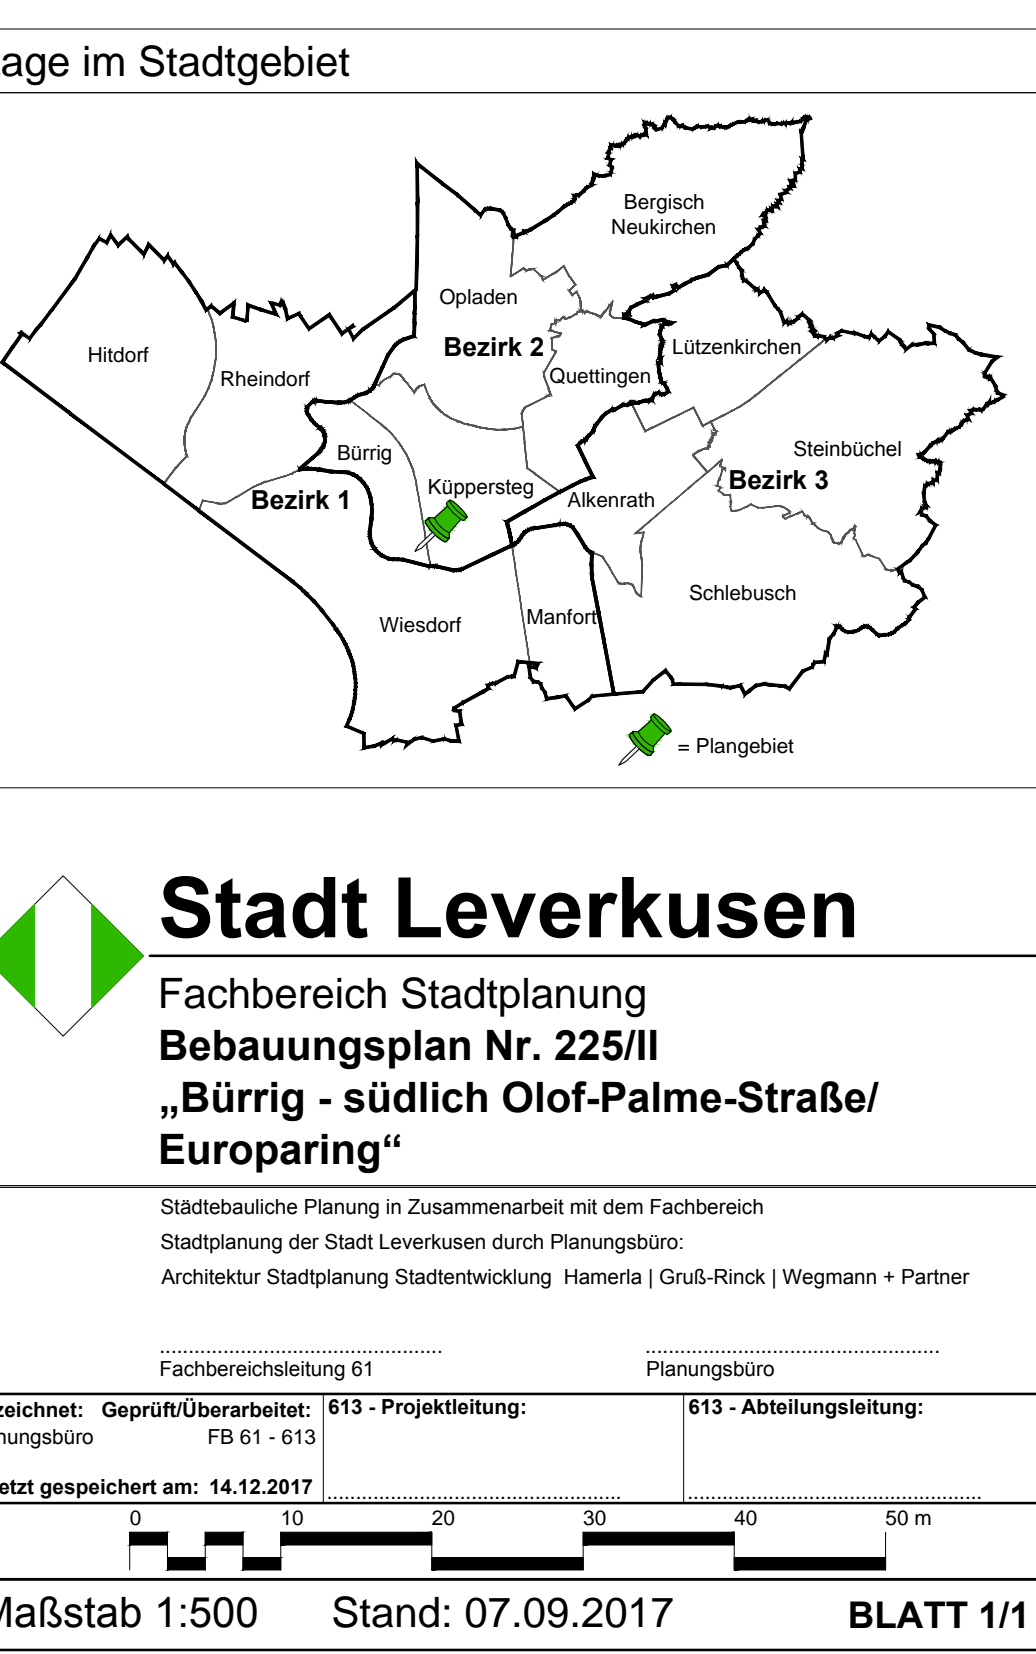 age im Stadtgebiet
Bergisch
Neukirchen
Opladen
Bezirk 2
Hitdorf
Rheindorf
Lützenkirchen
Quettingen
Bürrig
Steinbüchel
Küppersteg
Bezirk 3
Bezirk 1
Alkenrath
Schlebusch
Wiesdorf
Manfort
= Plangebiet
Stadt Leverkusen
Fachbereich Stadtplanung
Bebauungsplan Nr. 225/II
„Bürrig - südlich Olof-Palme-Straße/
Europaring“
Städtebauliche Planung in Zusammenarbeit mit dem Fachbereich
Stadtplanung der Stadt Leverkusen durch Planungsbüro:
Architektur Stadtplanung Stadtentwicklung Hamerla | Gruß-Rinck | Wegmann + Partner
Fachbereichsleitung 61 Planungsbüro
zeichnet: Geprüft/Überarbeitet: 613 - Projektleitung: 613 - Abteilungsleitung:
nungsbüro FB 61 - 613
etzt gespeichert am: 14.12.2017
0 10 20 30 40 50 m
Maßstab 1:500 Stand: 07.09.2017 BLATT 1/1